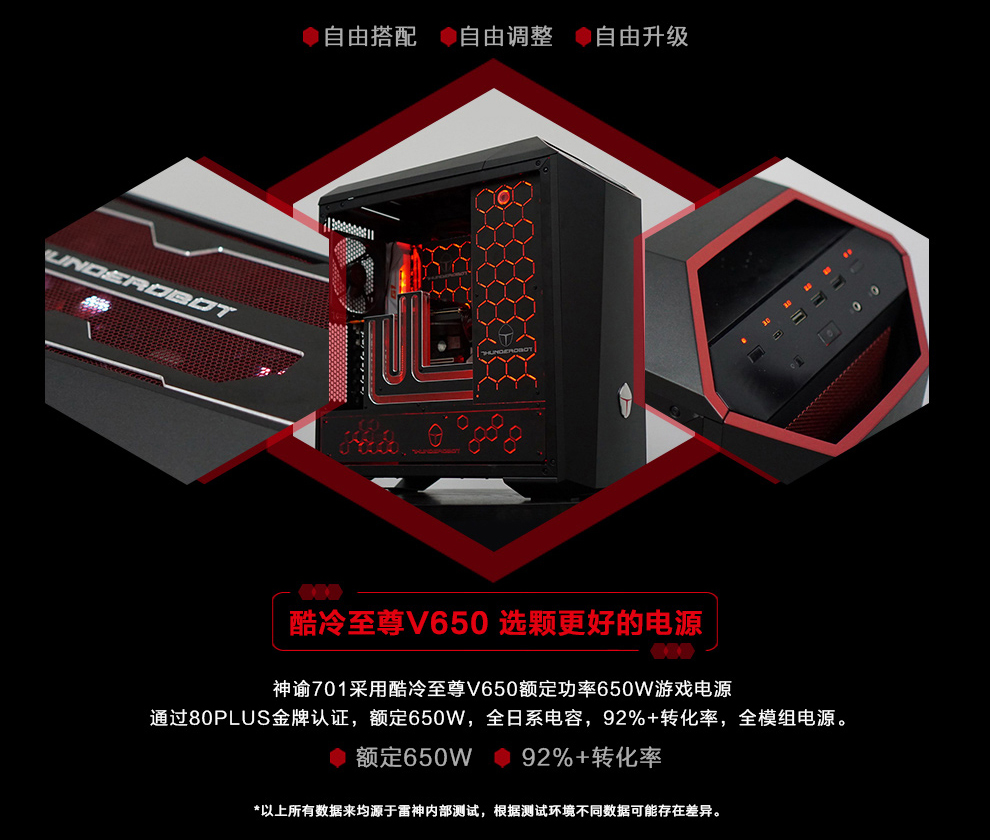 自由搭配 自由调整 自由升级
THUNDEROBOT
THUNDEROBOT
THUNDEROBOT
酷冷至尊V650 选颗更好的电源
神谕701采用酷冷至尊V650额定功率650W游戏电源
通过80PLUS金牌认证，额定650W，全日系电容，92%+转化率，全模组电源。
额定650W 92%+转化率
*以上所有数据来均源于雷神内部测试，根据测试环境不同数据可能存在差异。